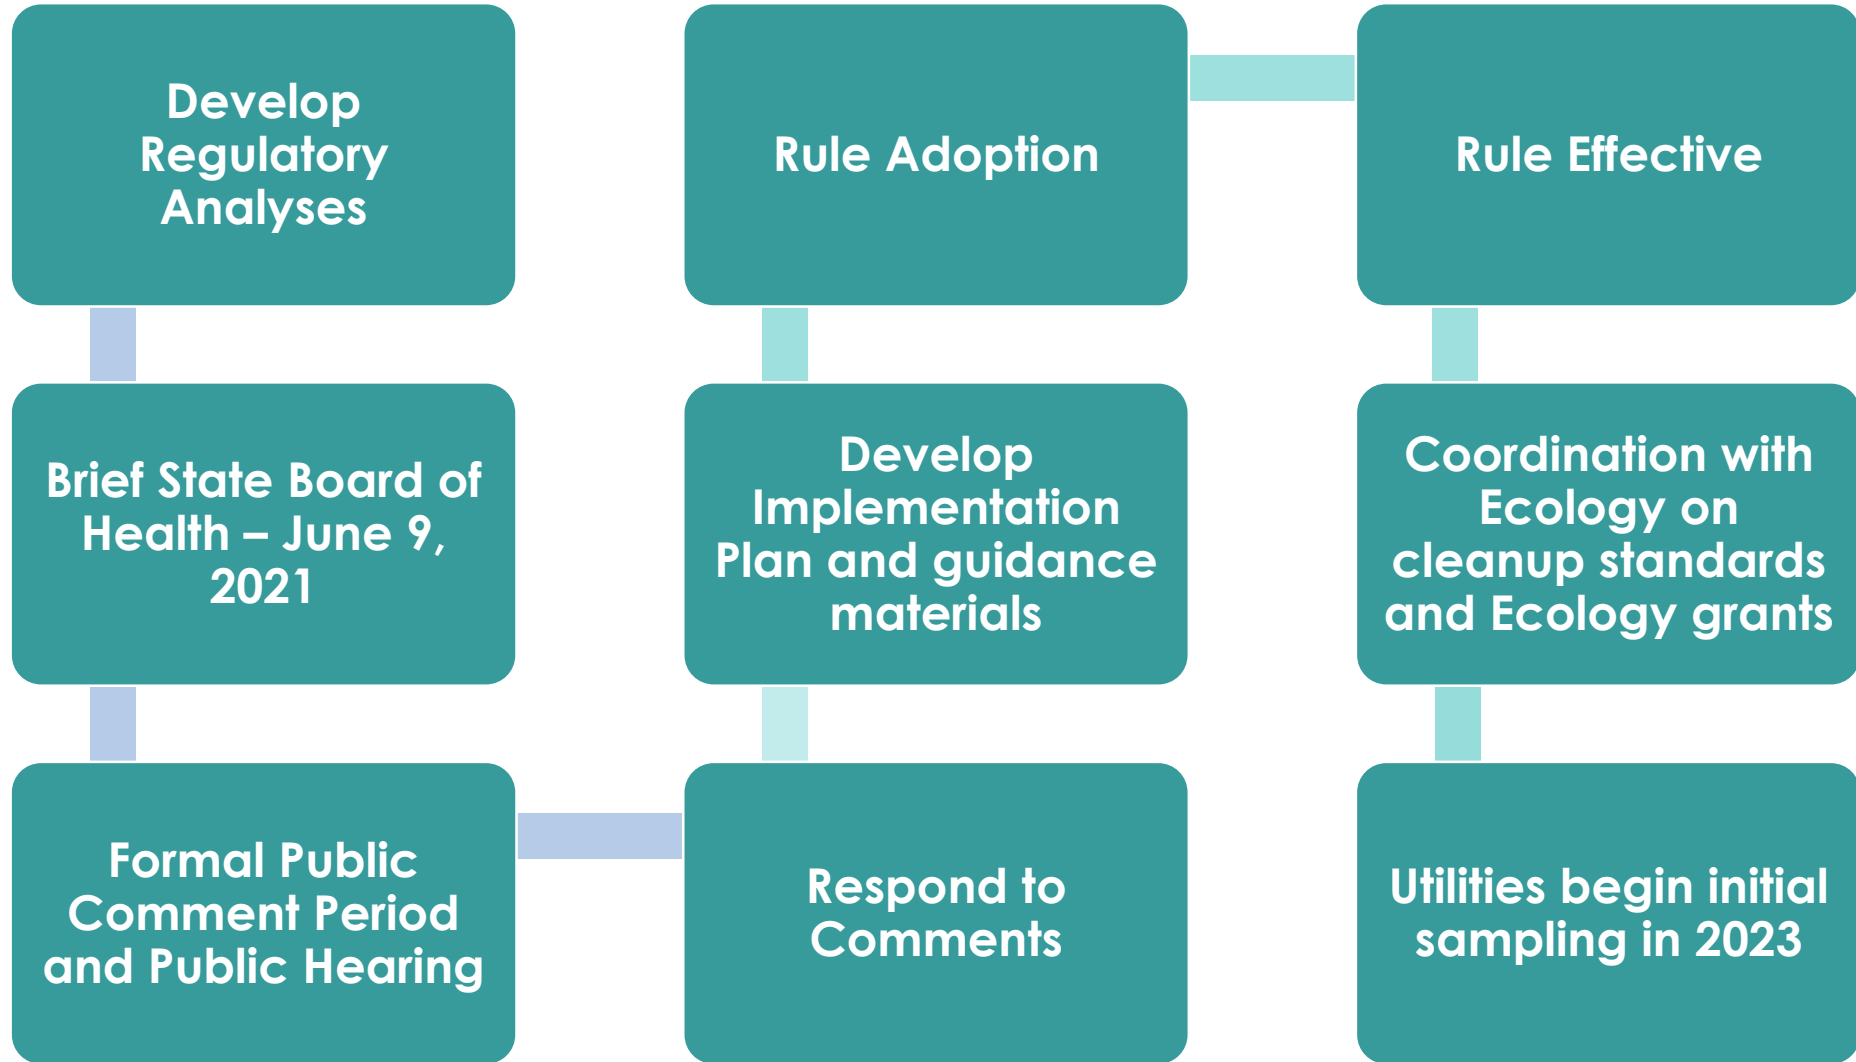 Develop
Regulatory
Analyses
Brief State Board of
Health – June 9,
2021
Formal Public
Comment Period
and Public Hearing
Respond to
Comments
Develop
Implementation
Plan and guidance
materials
Rule Adoption
Rule Effective
Coordination with
Ecology on
cleanup standards
and Ecology grants
Utilities begin initial
sampling in 2023